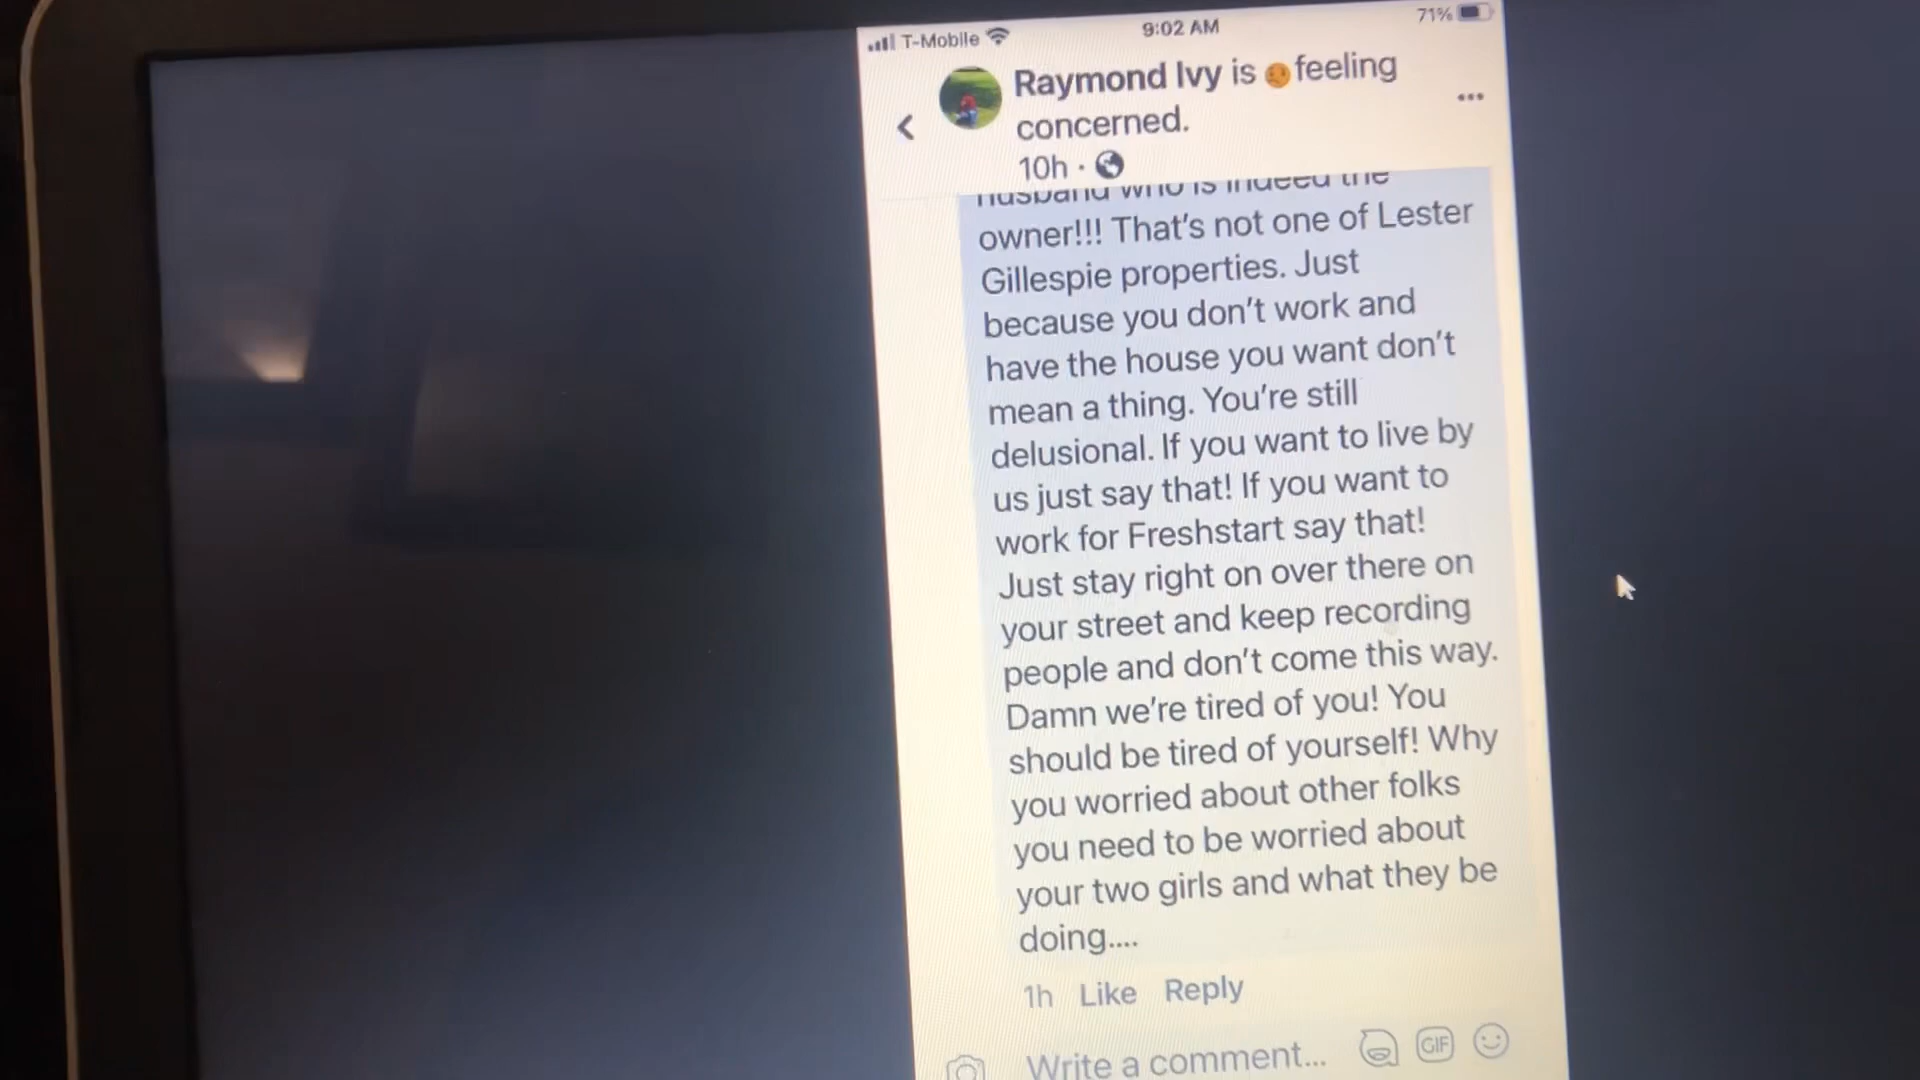 T-Mobile 9:02 AM 71%
Raymond Ivy is feeling
concerned.
10h ·
husband who is indeed the
owner!!! That's not one of Lester
Gillespie properties. Just
because you don't work and
have the house you want don't
mean a thing. You're still
delusional. If you want to live by
us just say that! If you want to
work for Freshstart say that!
Just stay right on over there on
your street and keep recording
people and don't come this way.
Damn we're tired of you! You
should be tired of yourself! Why
you worried about other folks
you need to be worried about
your two girls and what they be
doing....
1h Like Reply
Write a comment... GIF